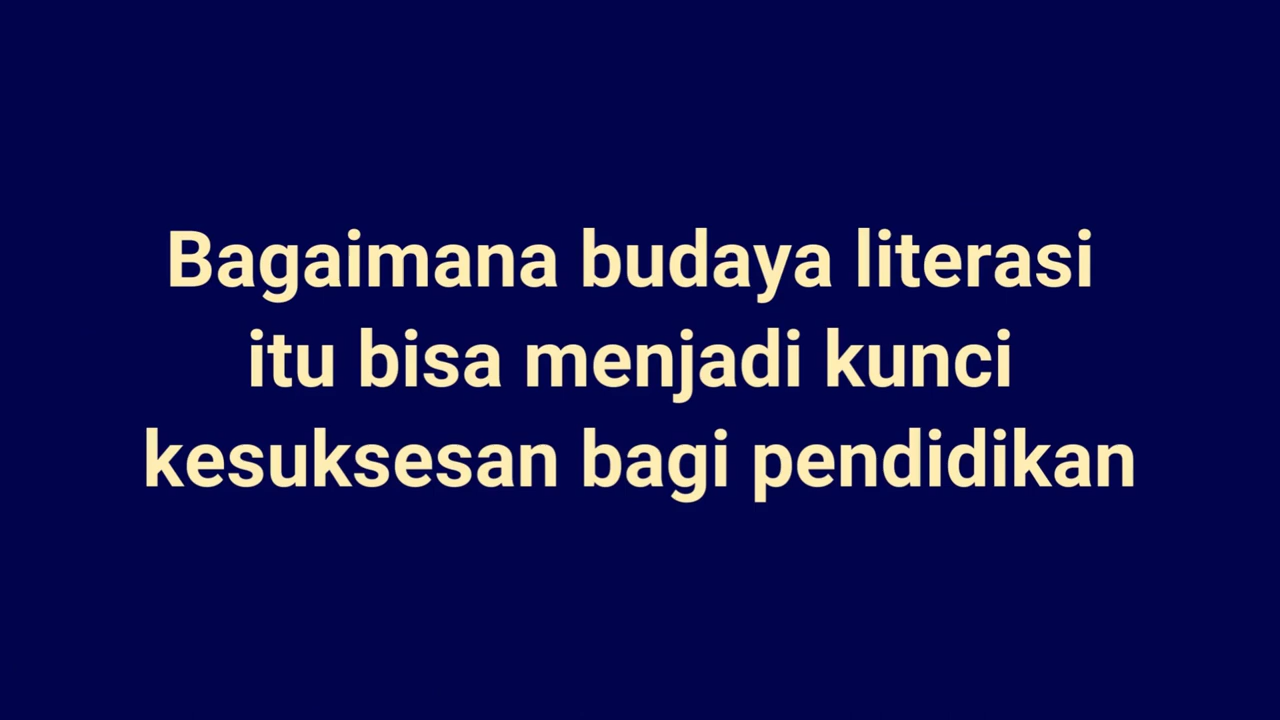 Bagaimana budaya literasi
itu bisa menjadi kunci
kesuksesan bagi pendidikan